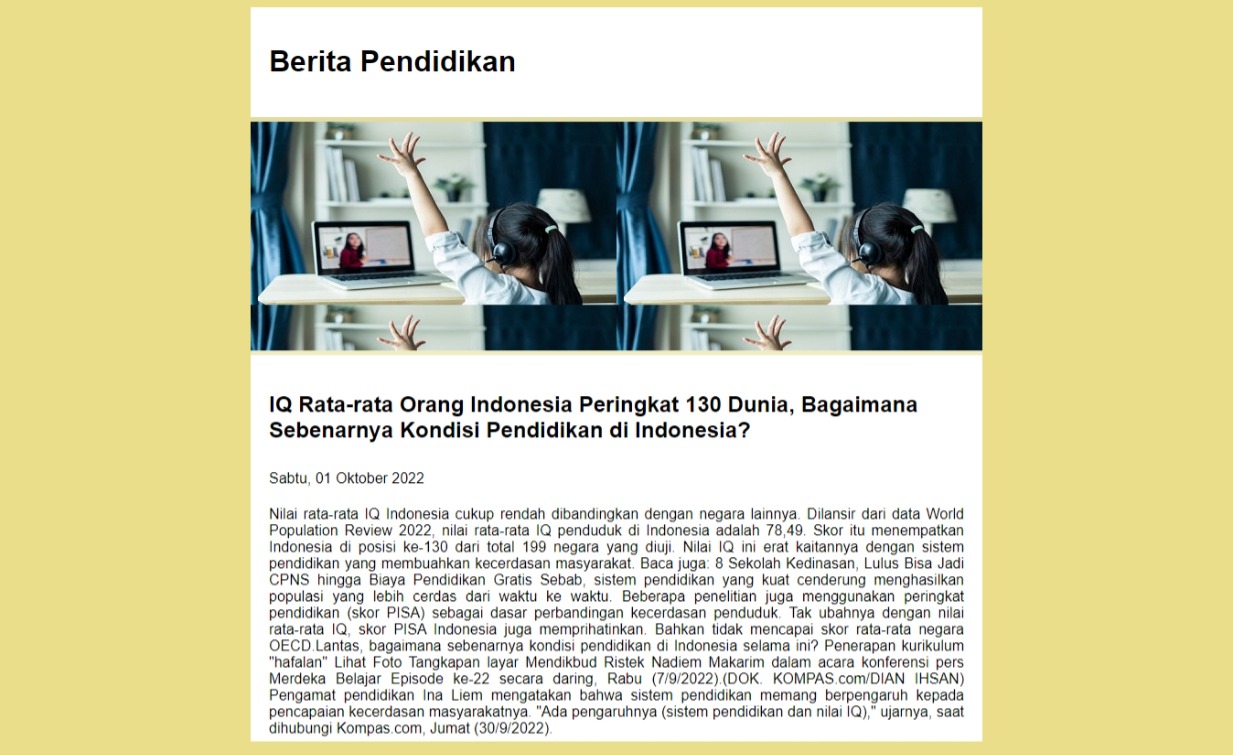 Berita Pendidikan
IQ Rata-rata Orang Indonesia Peringkat 130 Dunia, Bagaimana
Sebenarnya Kondisi Pendidikan di Indonesia?
Sabtu, 01 Oktober 2022
Nilai rata-rata IQ Indonesia cukup rendah dibandingkan dengan negara lainnya. Dilansir dari data World
Population Review 2022, nilai rata-rata IQ penduduk di Indonesia adalah 78,49. Skor itu menempatkan
Indonesia di posisi ke-130 dari total 199 negara yang diuji. Nilai IQ ini erat kaitannya dengan sistem
pendidikan yang membuahkan kecerdasan masyarakat. Baca juga: 8 Sekolah Kedinasan, Lulus Bisa Jadi
CPNS hingga Biaya Pendidikan Gratis Sebab, sistem pendidikan yang kuat cenderung menghasilkan
populasi yang lebih cerdas dari waktu ke waktu. Beberapa penelitian juga menggunakan peringkat
pendidikan (skor PISA) sebagai dasar perbandingan kecerdasan penduduk. Tak ubahnya dengan nilai
rata-rata IQ, skor PISA Indonesia juga memprihatinkan. Bahkan tidak mencapai skor rata-rata negara
OECD.Lantas, bagaimana sebenarnya kondisi pendidikan di Indonesia selama ini? Penerapan kurikulum
"hafalan" Lihat Foto Tangkapan layar Mendikbud Ristek Nadiem Makarim dalam acara konferensi pers
Merdeka Belajar Episode ke-22 secara daring, Rabu (7/9/2022).(DOK. KOMPAS.com/DIAN IHSAN)
Pengamat pendidikan Ina Liem mengatakan bahwa sistem pendidikan memang berpengaruh kepada
pencapaian kecerdasan masyarakatnya. "Ada pengaruhnya (sistem pendidikan dan nilai IQ)," ujarnya, saat
dihubungi Kompas.com, Jumat (30/9/2022).